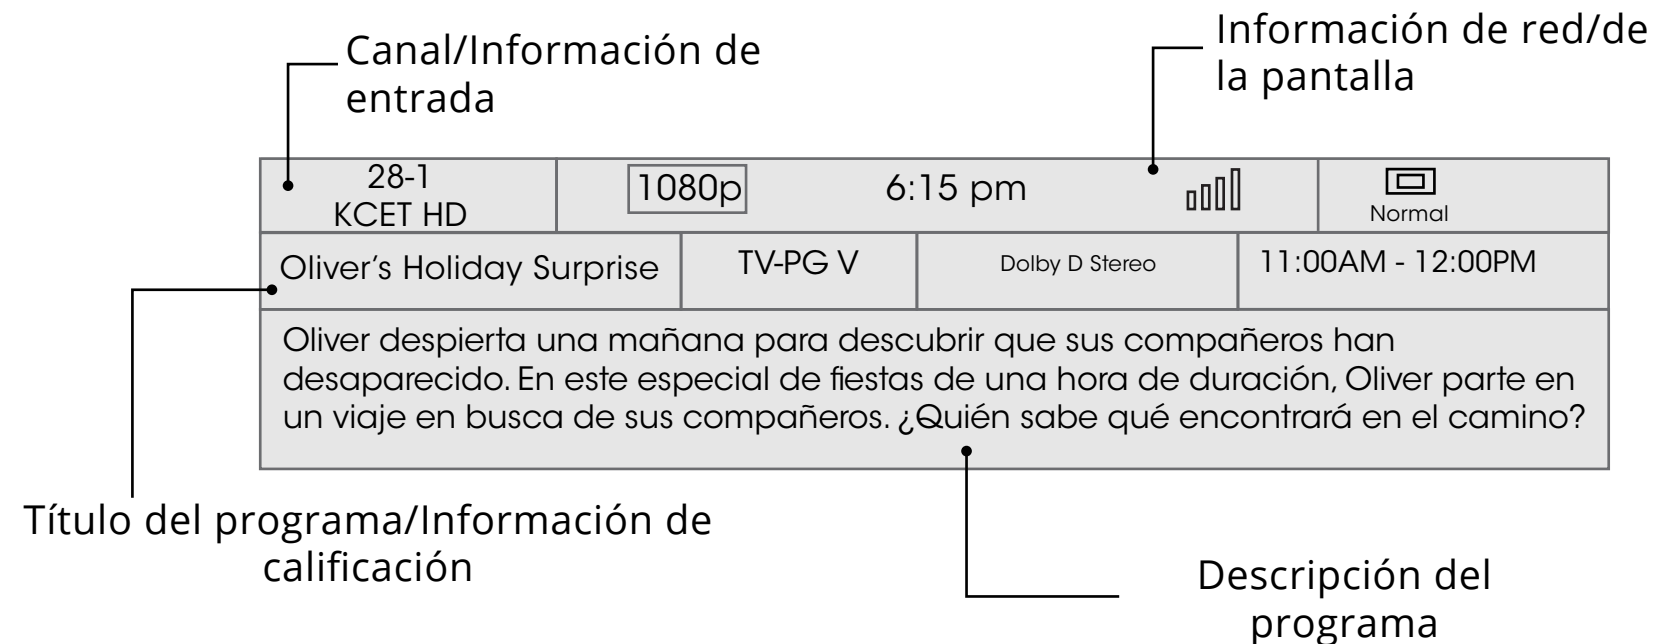 Canal/Información de
entrada
Información de red/de
la pantalla
28-1
KCET HD
1080p
6:15 pm
Normal
Oliver's Holiday Surprise
TV-PG V
Dolby D Stereo
11:00AM - 12:00PM
Oliver despierta una mañana para descubrir que sus compañeros han
desaparecido. En este especial de fiestas de una hora de duración, Oliver parte en
un viaje en busca de sus compañeros. ¿Quién sabe qué encontrará en el camino?
Título del programa/Información de
calificación
Descripción del
programa